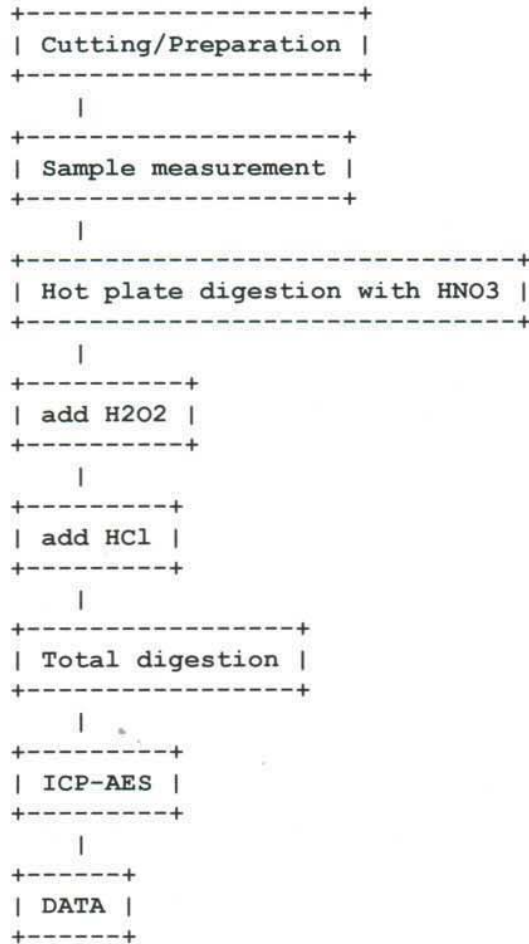 Cutting/Preparation
Sample measurement
Hot plate digestion with HNO3
add H2O2
add HCl
Total digestion
ICP-AES
DATA